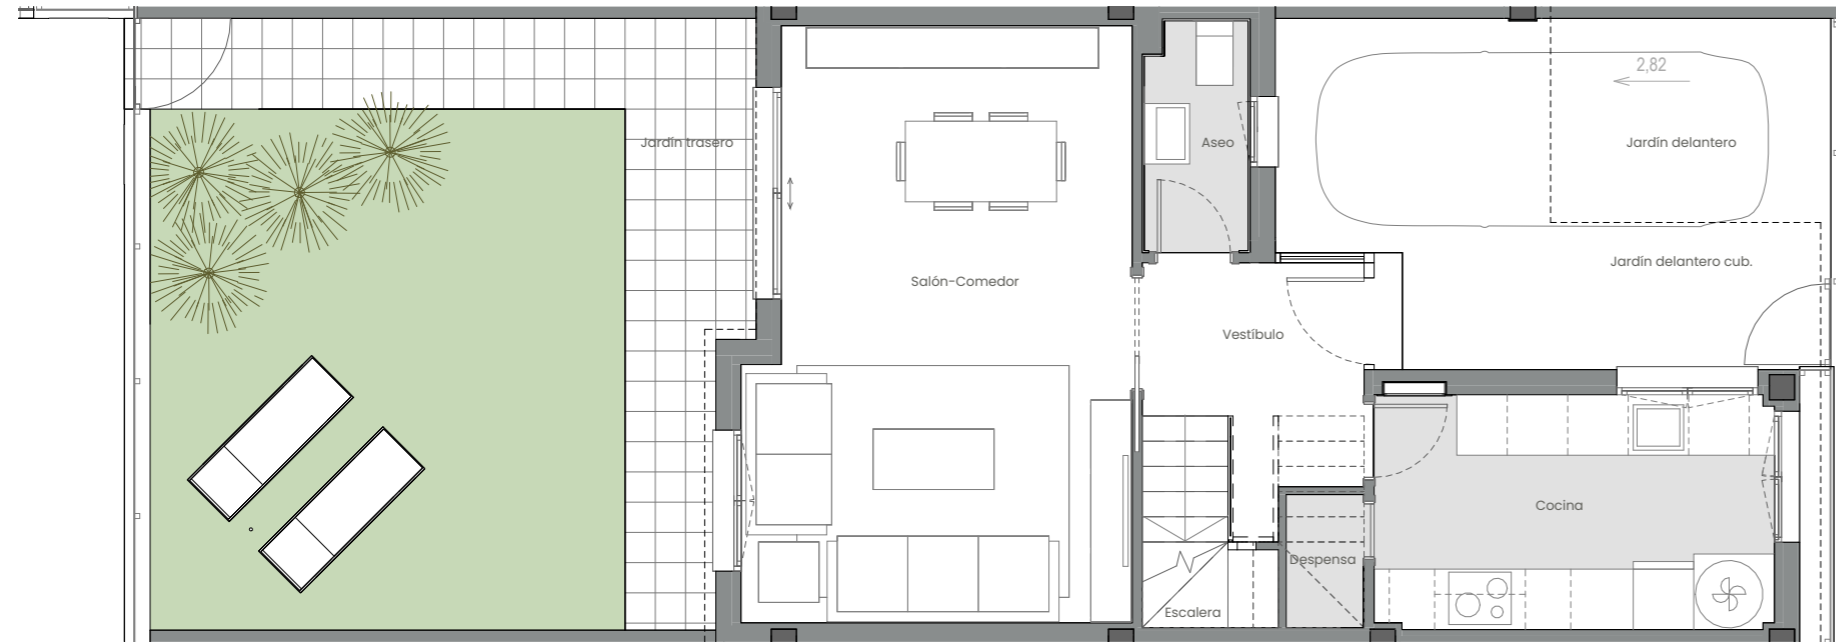 2,82
Jardín trasero
Aseo
Jardín delantero
Jardín delantero cub.
Salón-Comedor
Vestíbulo
Cocina
Despensa
Escalera